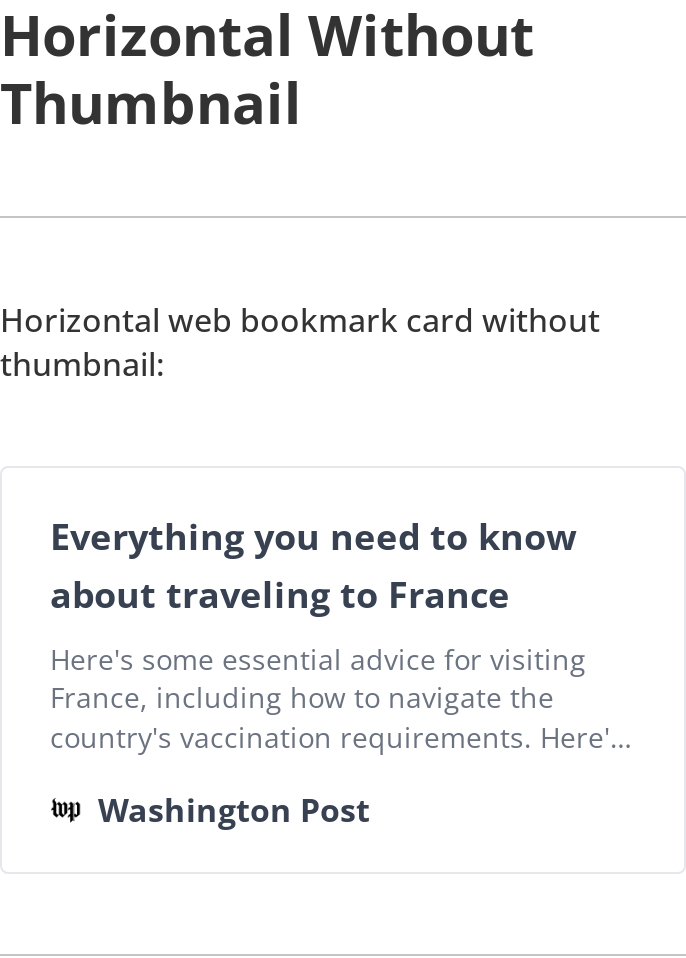 Horizontal Without
Thumbnail
Horizontal web bookmark card without
thumbnail:
Everything you need to know
about traveling to France
Here's some essential advice for visiting
France, including how to navigate the
country's vaccination requirements. Here'...
wp Washington Post